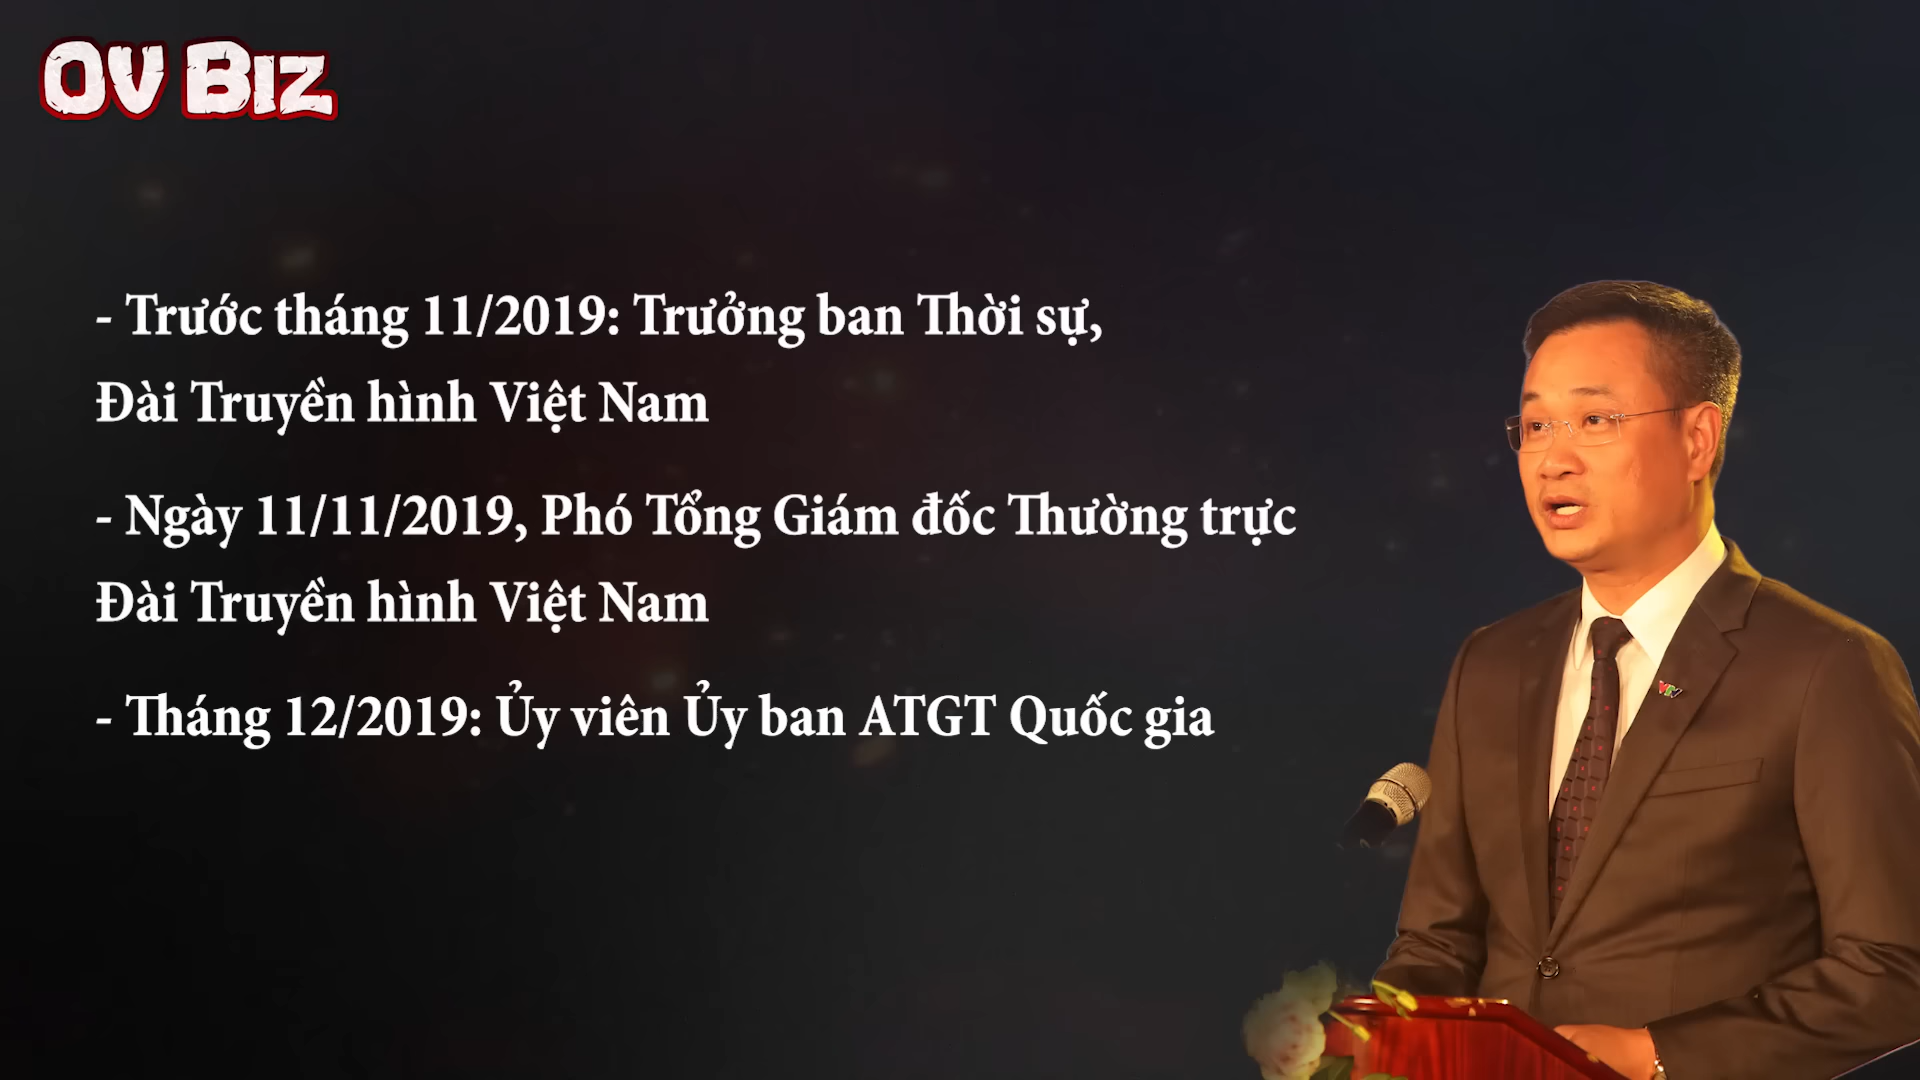 OV BIZ
- Trước tháng 11/2019: Trưởng ban Thời sự,
Đài Truyền hình Việt Nam
- Ngày 11/11/2019, Phó Tổng Giám đốc Thường trực
Đài Truyền hình Việt Nam
- Tháng 12/2019: Ủy viên Ủy ban ATGT Quốc gia
VTV